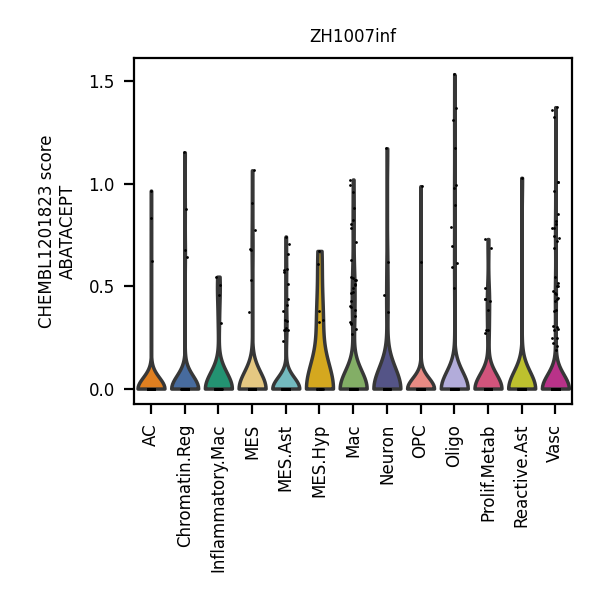 ZH1007inf
CHEMBL1201823 score
ABATACEPT
1.5
1.0
0.5
0.0
AC
Chromatin.Reg
Inflammatory.Mac
MES
MES.Ast
MES.Hyp
Mac
Neuron
OPC
Oligo
Prolif.Metab
Reactive.Ast
Vasc